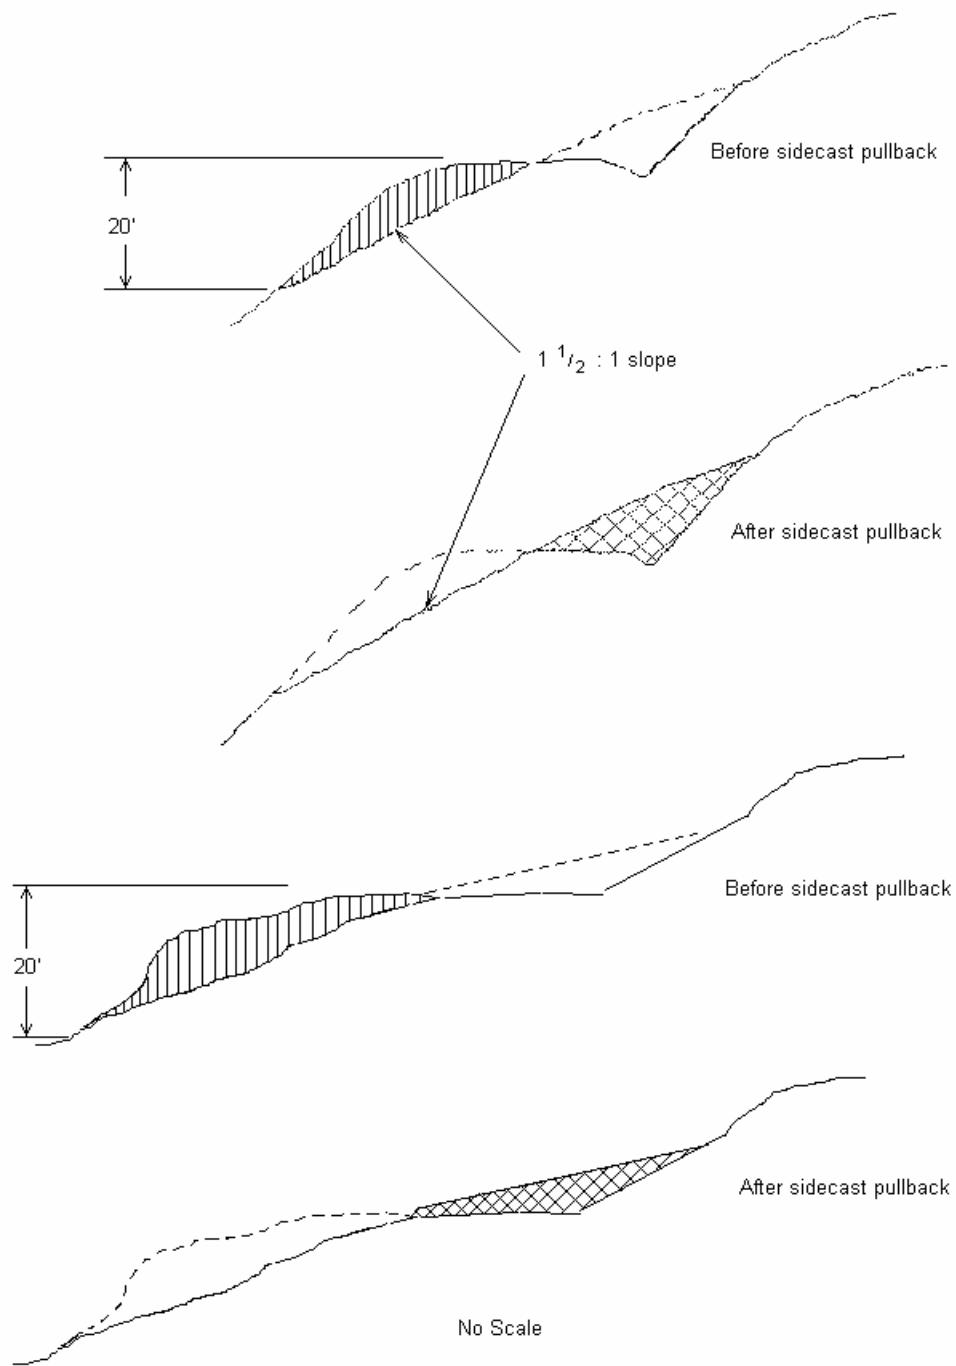 Before sidecast pullback
20'
1 1/2 : 1 slope
After sidecast pullback
Before sidecast pullback
20'
After sidecast pullback
No Scale